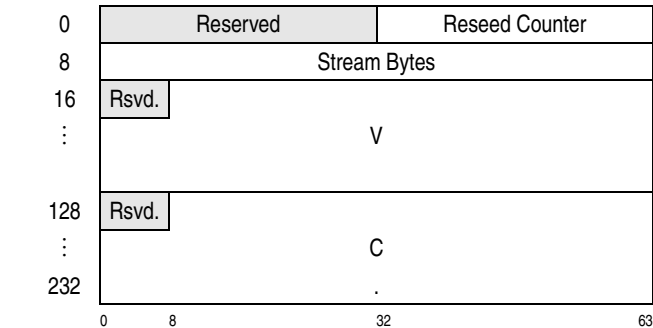 0 Reserved Reseed Counter
8 Stream Bytes
16 Rsvd.
⋮ V
128 Rsvd.
⋮ C
232 .
0 8 32 63